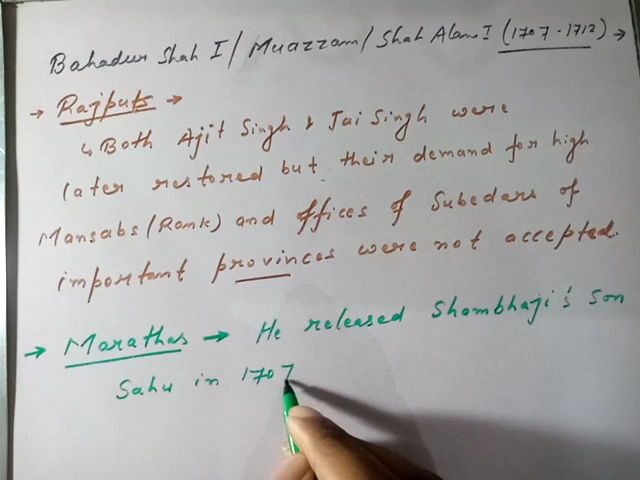 Bahadur Shah I / Muazzam / Shah Alam I (1707-1712) →
→ Rajputs →
↳ Both Ajit Singh & Jai Singh were
later restored but their demand for high
Mansabs (Rank) and offices of Subedars of
important provinces were not accepted.
→ Marathas → He released Shambhaji's son
Sahu in 1707